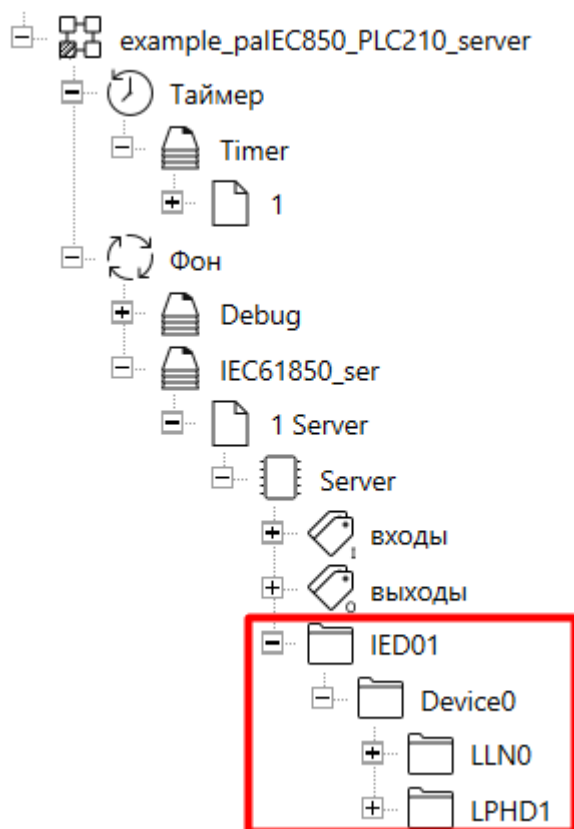 example_palEC850_PLC210_server
Таймер
Timer
1
Фон
Debug
IEC61850_ser
1 Server
Server
входы
выходы
IED01
Device0
LLN0
LPHD1